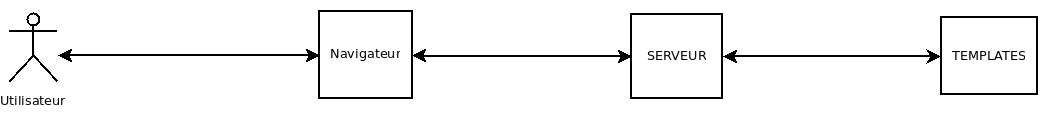 Utilisateur
Navigateur
SERVEUR
TEMPLATES